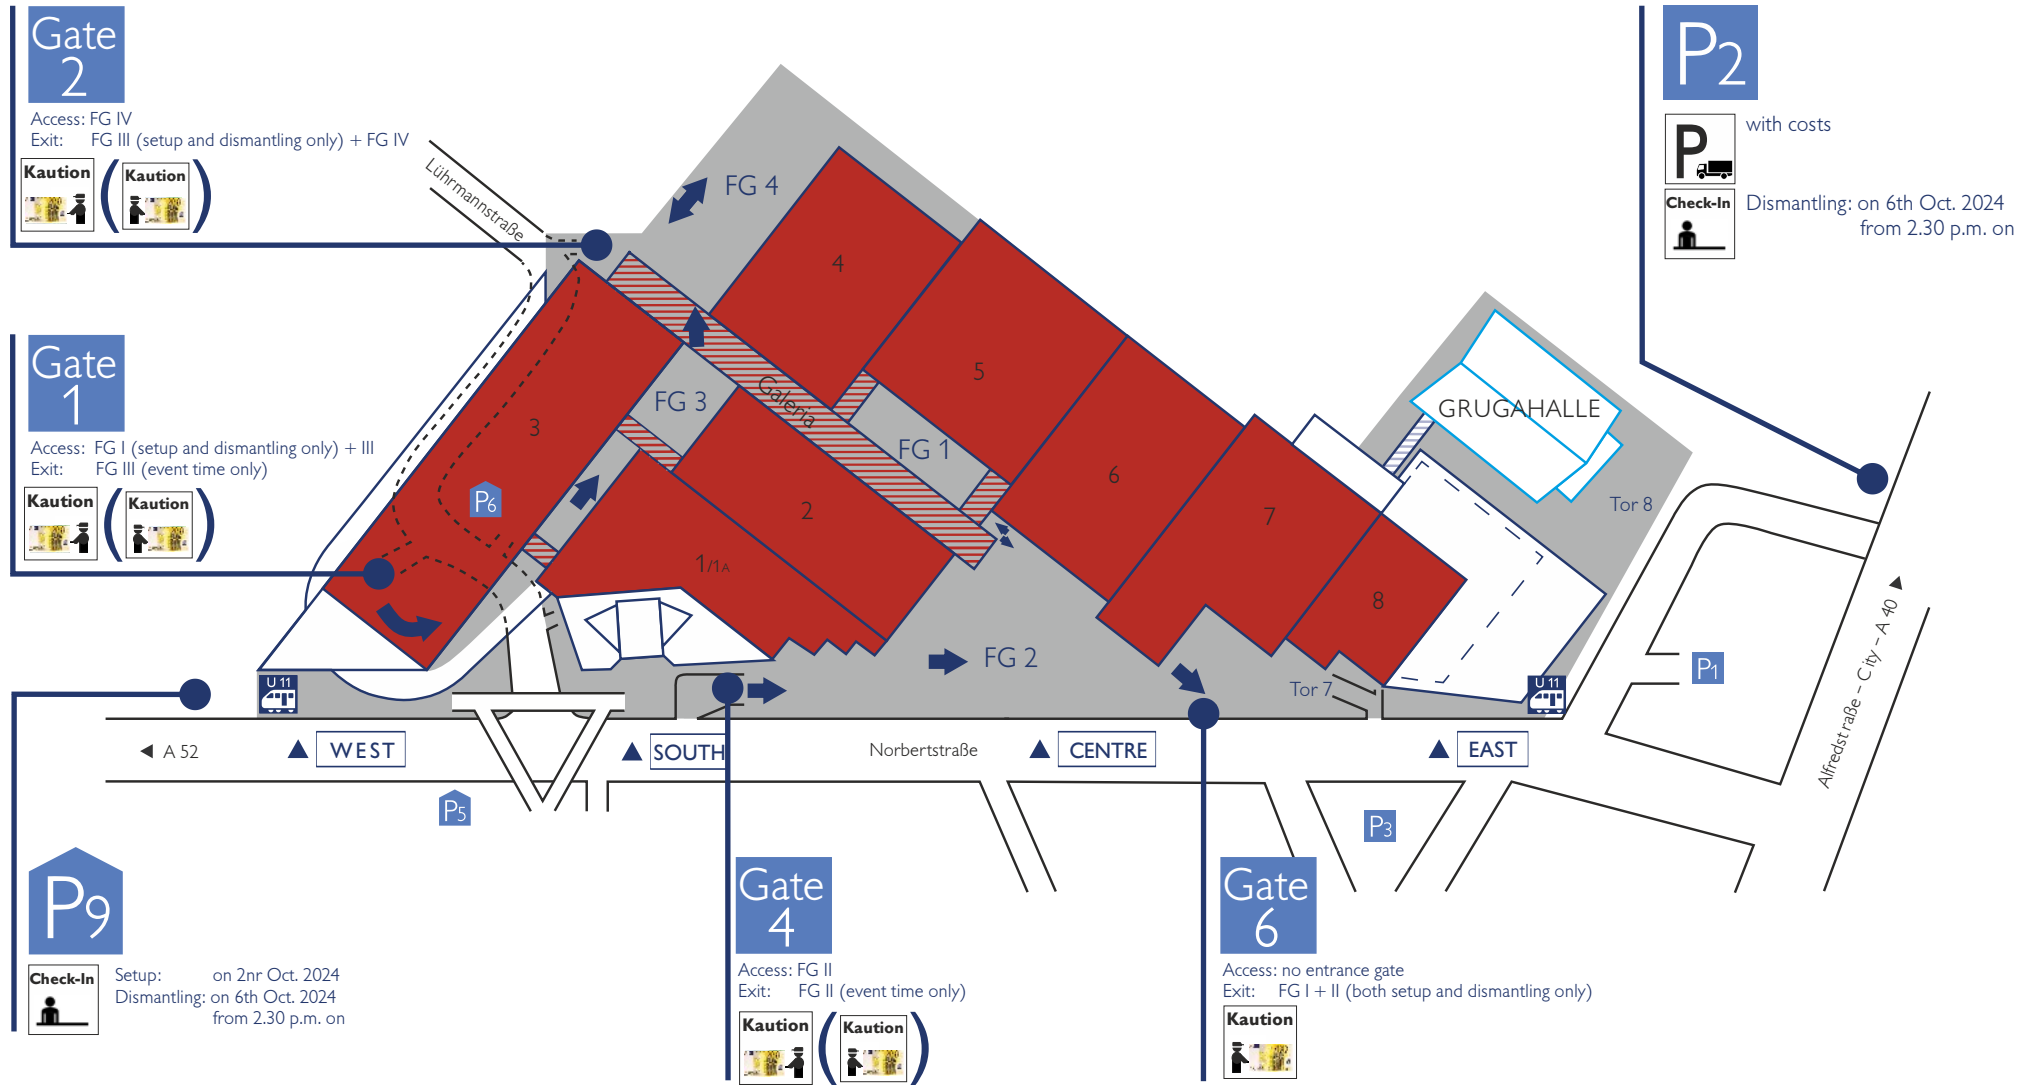 Gate
2
Access: FG IV
Exit: FG III (setup and dismantling only) + FG IV
Kaution
Kaution
Lührmannstraße
Gate
1
Access: FG I (setup and dismantling only) + III
Exit: FG III (event time only)
Kaution
Kaution
P2
P
with costs
Check-In
Dismantling: on 6th Oct. 2024
from 2.30 p.m. on
FG 4
4
5
3
FG 3
Galeria
FG 1
GRUGAHALLE
6
P6
2
7
Tor 8
1/1A
8
FG 2
Tor 7
U 11
U 11
P1
Alfredstraße – City – A 40
A 52
WEST
SOUTH
Norbertstraße
CENTRE
EAST
P5
P3
P9
Check-In
Setup: on 2nr Oct. 2024
Dismantling: on 6th Oct. 2024
from 2.30 p.m. on
Gate
4
Access: FG II
Exit: FG II (event time only)
Kaution
Kaution
Gate
6
Access: no entrance gate
Exit: FG I + II (both setup and dismantling only)
Kaution